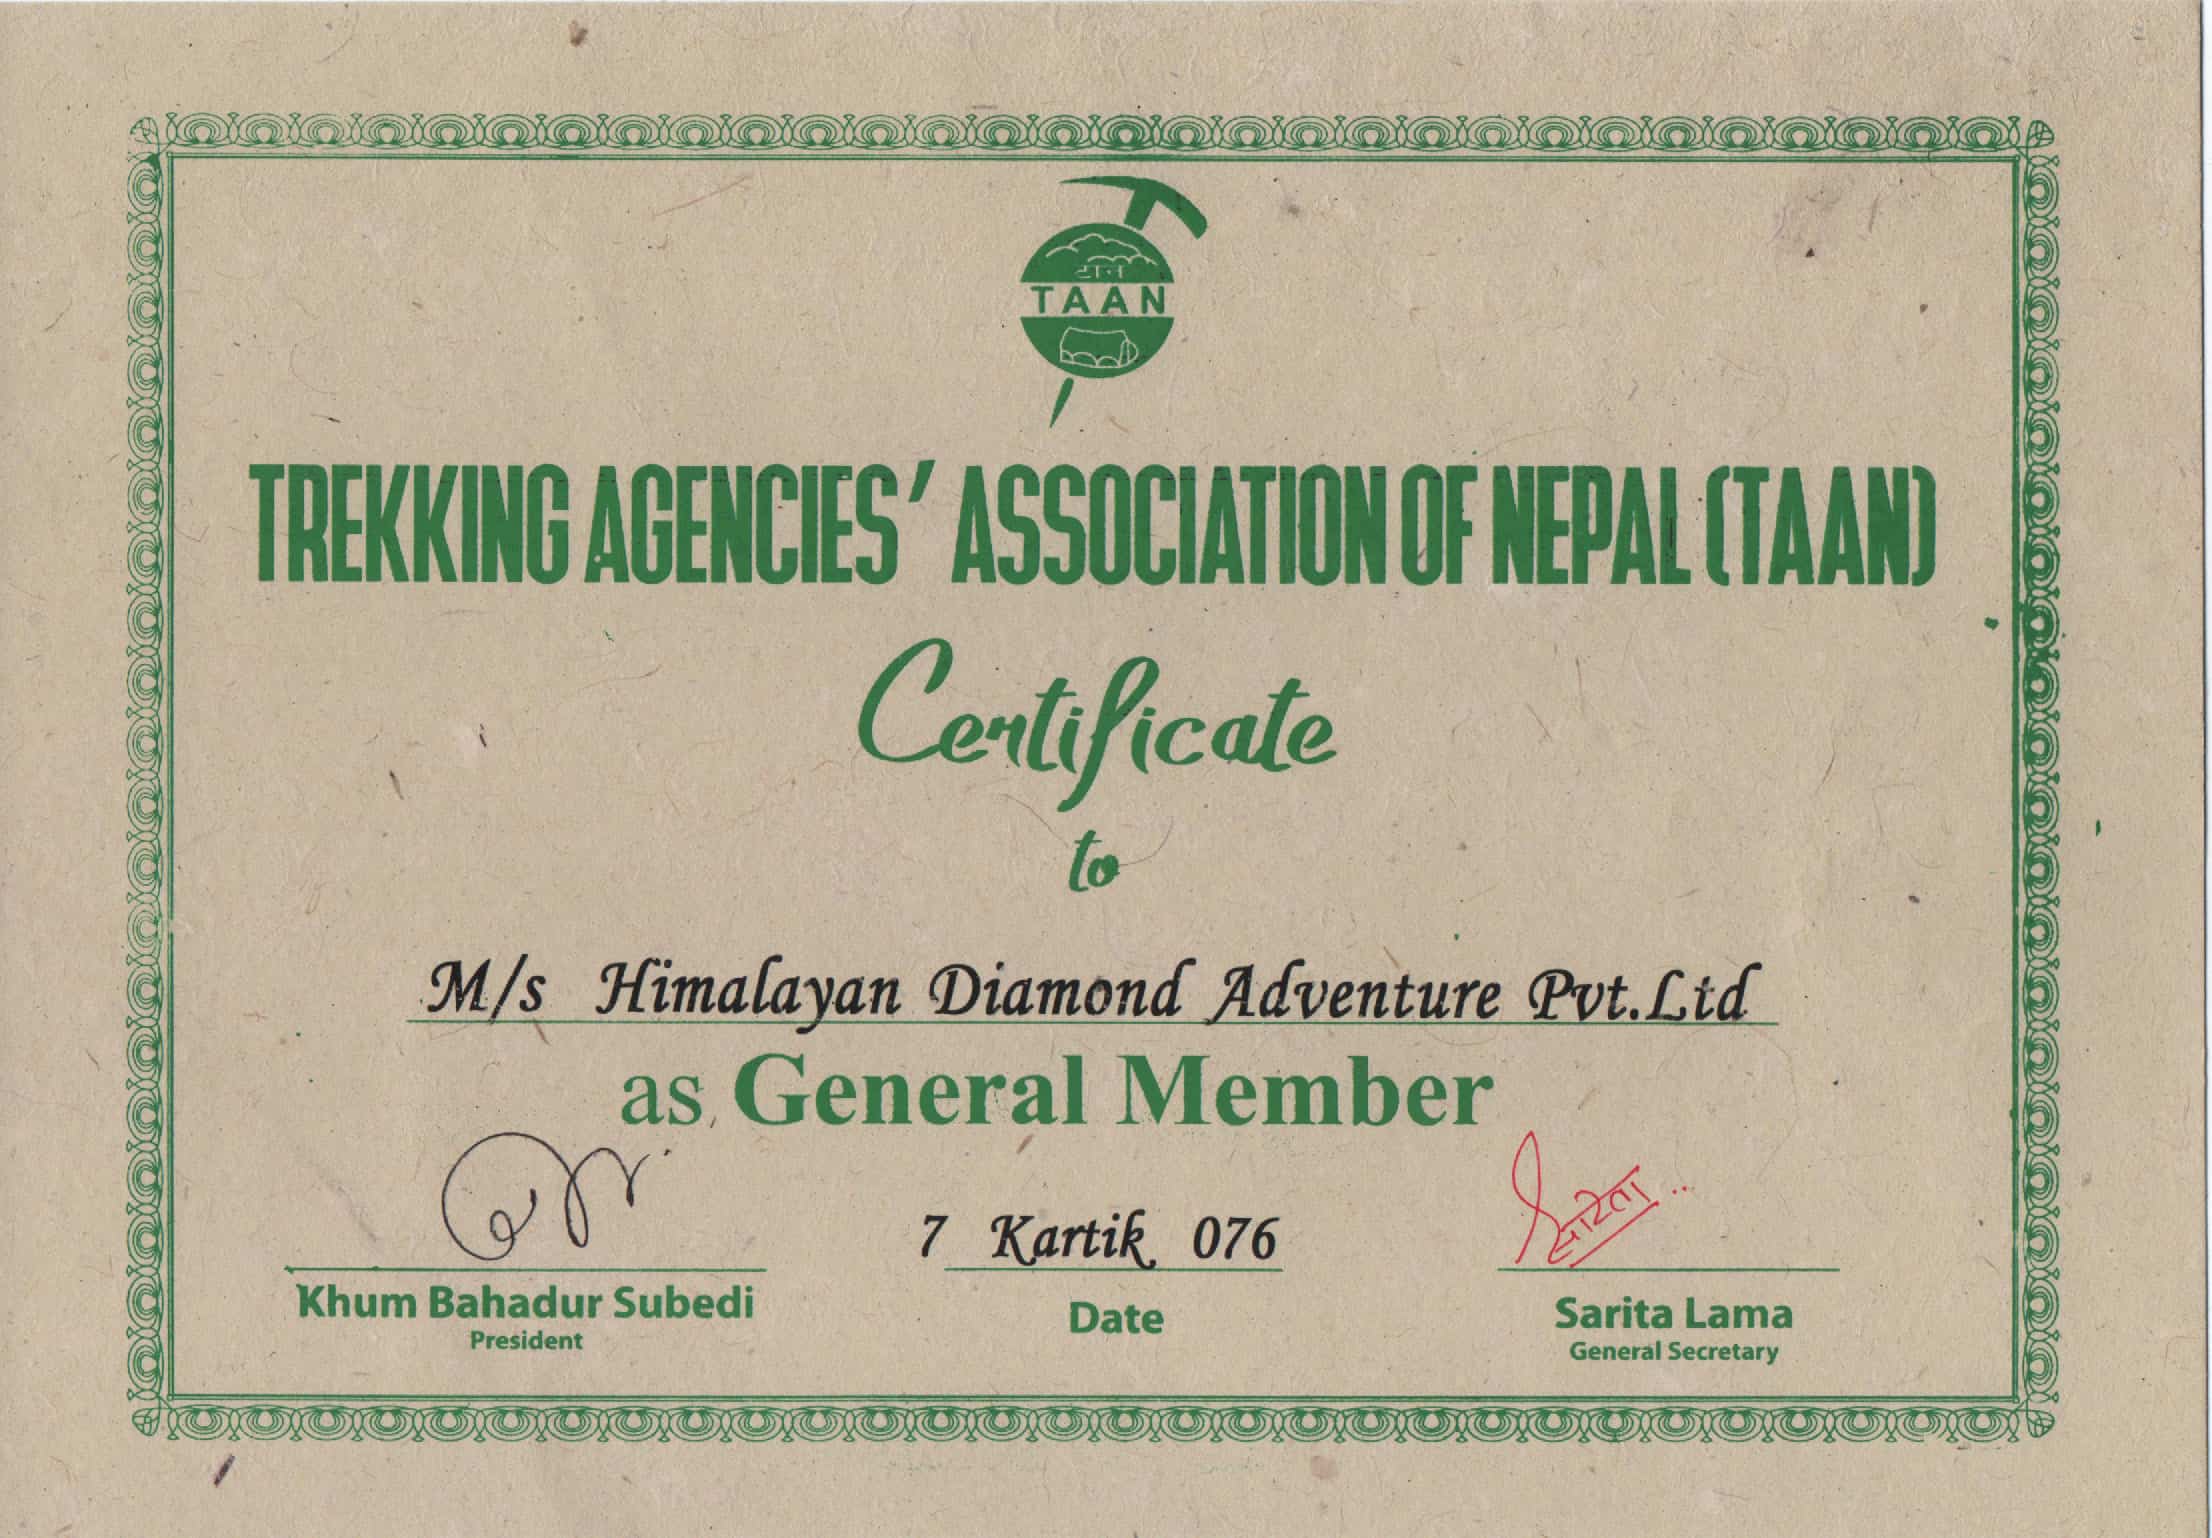 टान
TAAN
TREKKING AGENCIES' ASSOCIATION OF NEPAL (TAAN)
Certificate
to
M/s Himalayan Diamond Adventure Pvt.Ltd
as General Member
7 Kartik 076
Khum Bahadur Subedi
President
Date
सरिता
Sarita Lama
General Secretary